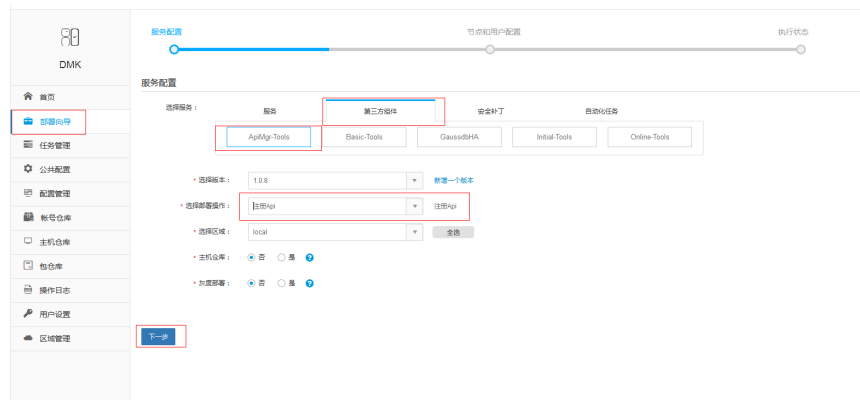 DMK
首页
部署向导
任务管理
公共配置
配置管理
帐号仓库
主机仓库
包仓库
操作日志
用户设置
区域管理
服务配置 节点和用户配置 执行状态
服务配置
选择服务： 服务 第三方组件 安全补丁 自动化任务
ApiMgr-Tools Basic-Tools GaussdbHA Initial-Tools Online-Tools
* 选择版本： 1.0.8 新增一个版本
* 选择部署操作： 注册Api 注册Api
* 选择区域： local 全选
* 主机仓库： 否 是 ?
* 灰度部署： 否 是 ?
下一步